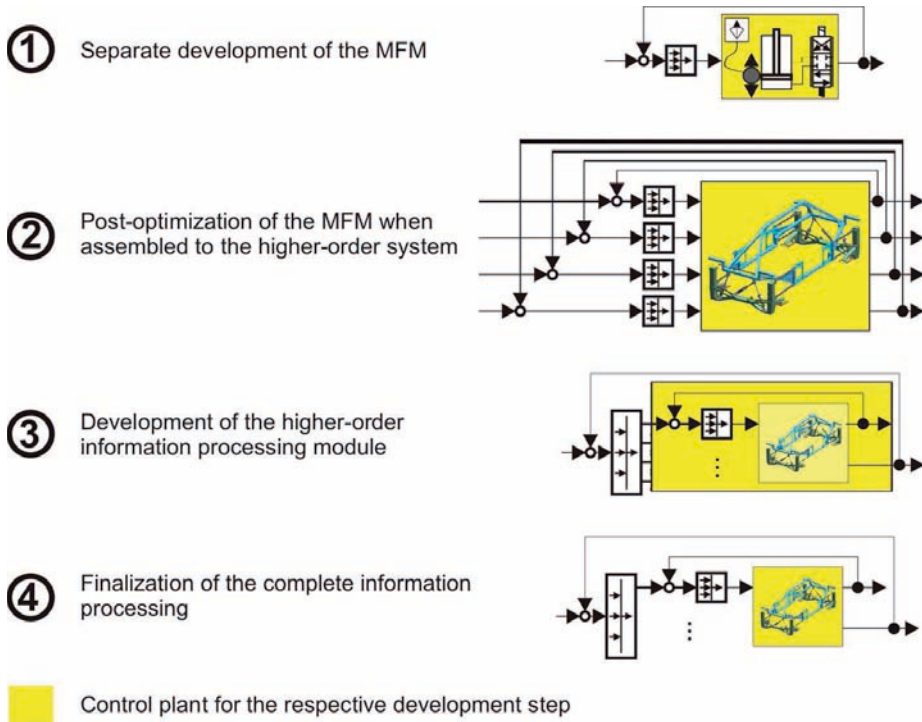 1 Separate development of the MFM
2 Post-optimization of the MFM when
assembled to the higher-order system
3 Development of the higher-order
information processing module
4 Finalization of the complete information
processing
Control plant for the respective development step